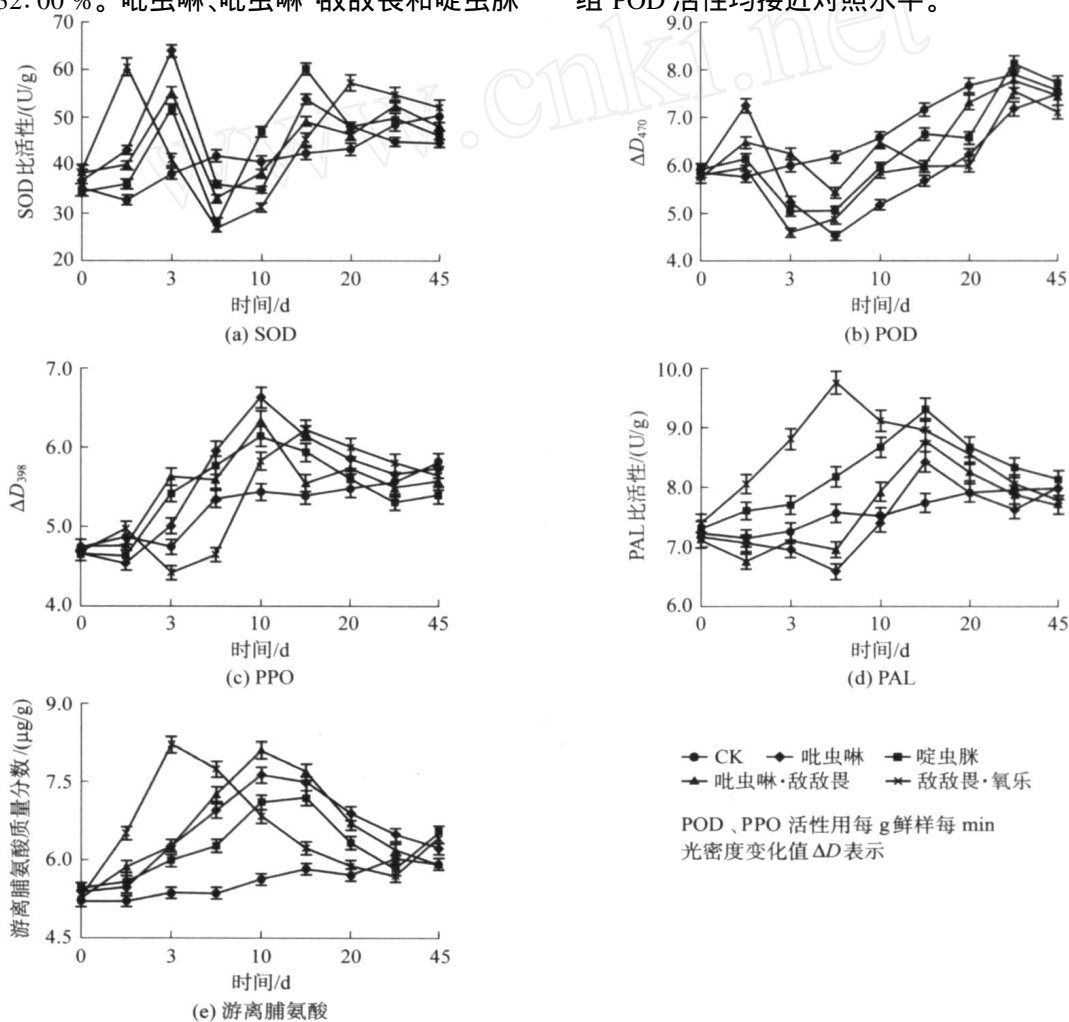 52.00 %。吡虫啉、吡虫啉·敌敌畏和啶虫脒
组 POD 活性均接近对照水平。
www.cnki.net
SOD 比活性/(U/g)
70
60
50
40
30
20
0 3 10 20 45
时间/d
(a) SOD
ΔD470
9.0
8.0
7.0
6.0
5.0
4.0
0 3 10 20 45
时间/d
(b) POD
ΔD398
7.0
6.0
5.0
4.0
0 3 10 20 45
时间/d
(c) PPO
PAL 比活性/(U/g)
10.0
9.0
8.0
7.0
6.0
0 3 10 20 45
时间/d
(d) PAL
游离脯氨酸质量分数/(μg/g)
9.0
7.5
6.0
4.5
0 3 10 20 45
时间/d
(e) 游离脯氨酸
CK 吡虫啉 啶虫脒
吡虫啉·敌敌畏 敌敌畏·氧乐
POD、PPO 活性用每 g 鲜样每 min
光密度变化值 ΔD 表示